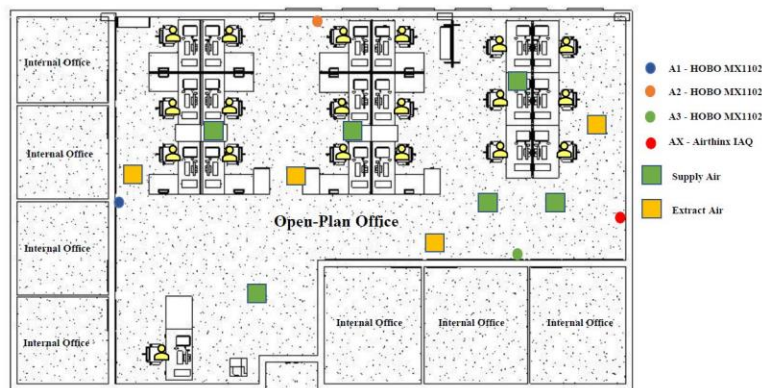 Internal Office
Internal Office
Internal Office
Internal Office
Open-Plan Office
Internal Office
Internal Office
Internal Office
A1 - HOBO MX1102
A2 - HOBO MX1102
A3 - HOBO MX1102
AX - Airthinx IAQ
Supply Air
Extract Air